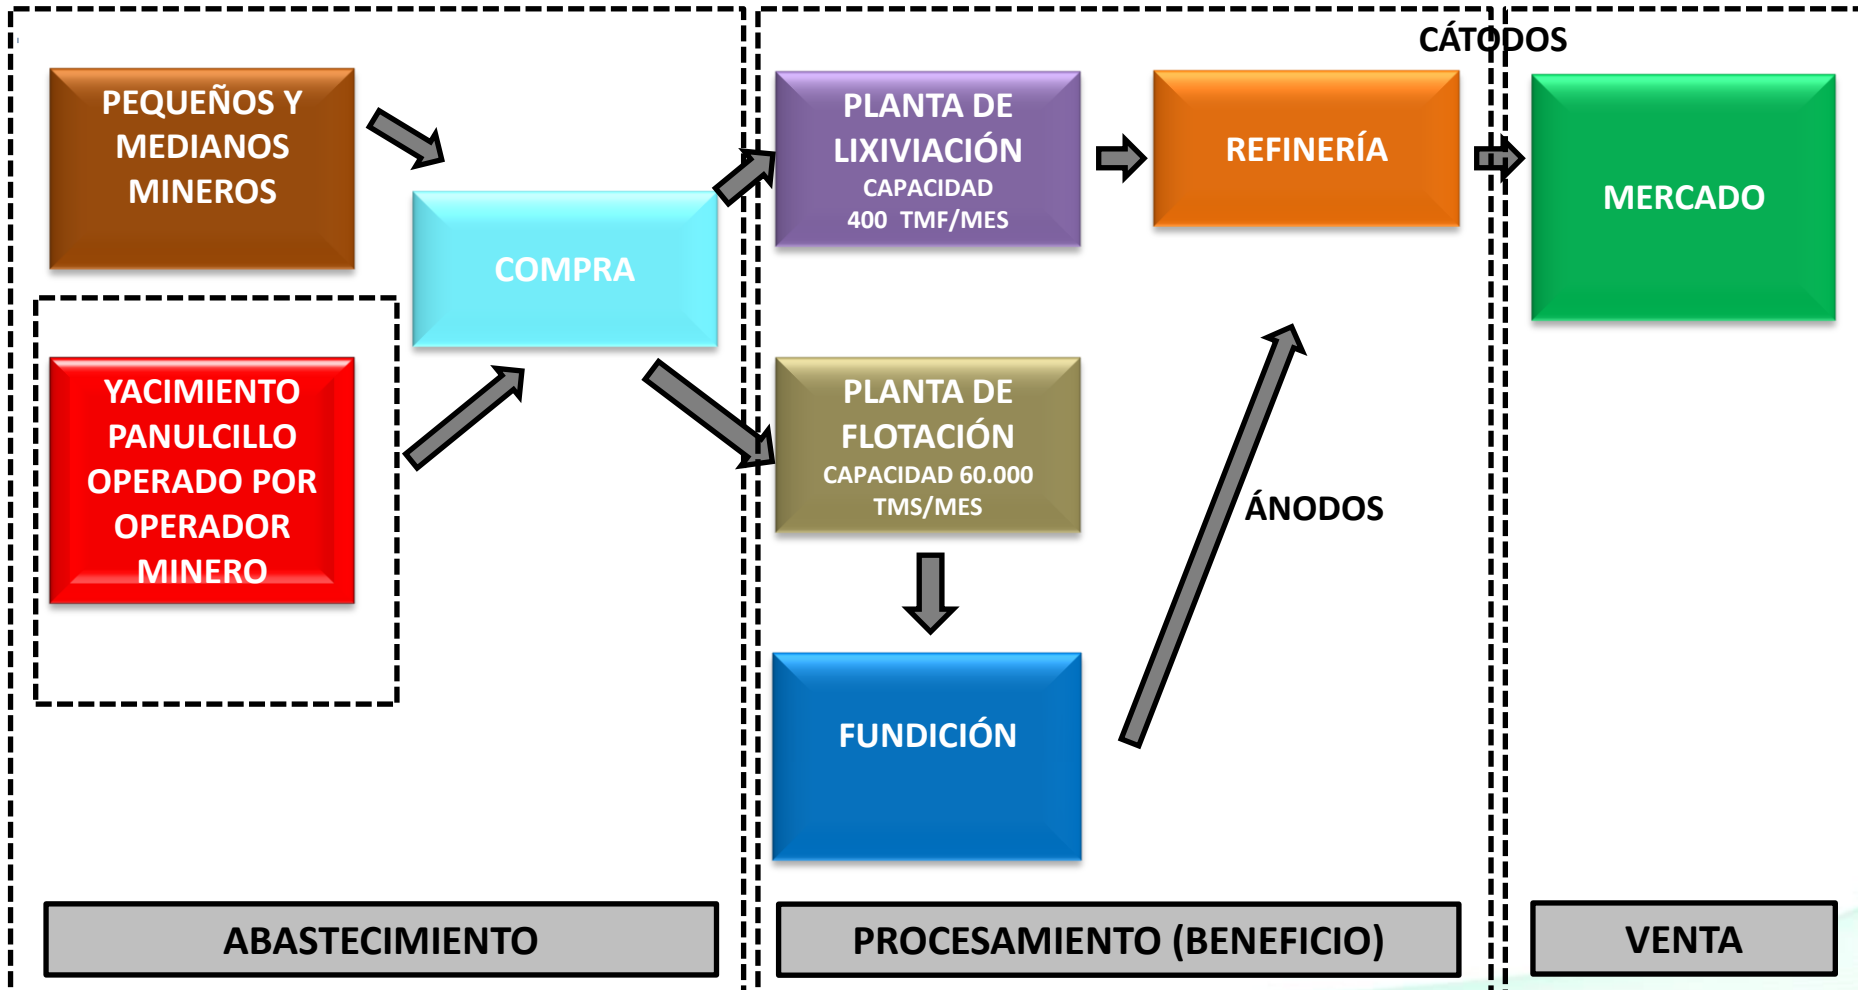 CÁTODOS
PEQUEÑOS Y
MEDIANOS
MINEROS
COMPRA
YACIMIENTO
PANULCILLO
OPERADO POR
OPERADOR
MINERO
PLANTA DE
LIXIVIACIÓN
CAPACIDAD
400 TMF/MES
REFINERÍA
MERCADO
PLANTA DE
FLOTACIÓN
CAPACIDAD 60.000
TMS/MES
ÁNODOS
FUNDICIÓN
ABASTECIMIENTO
PROCESAMIENTO (BENEFICIO)
VENTA